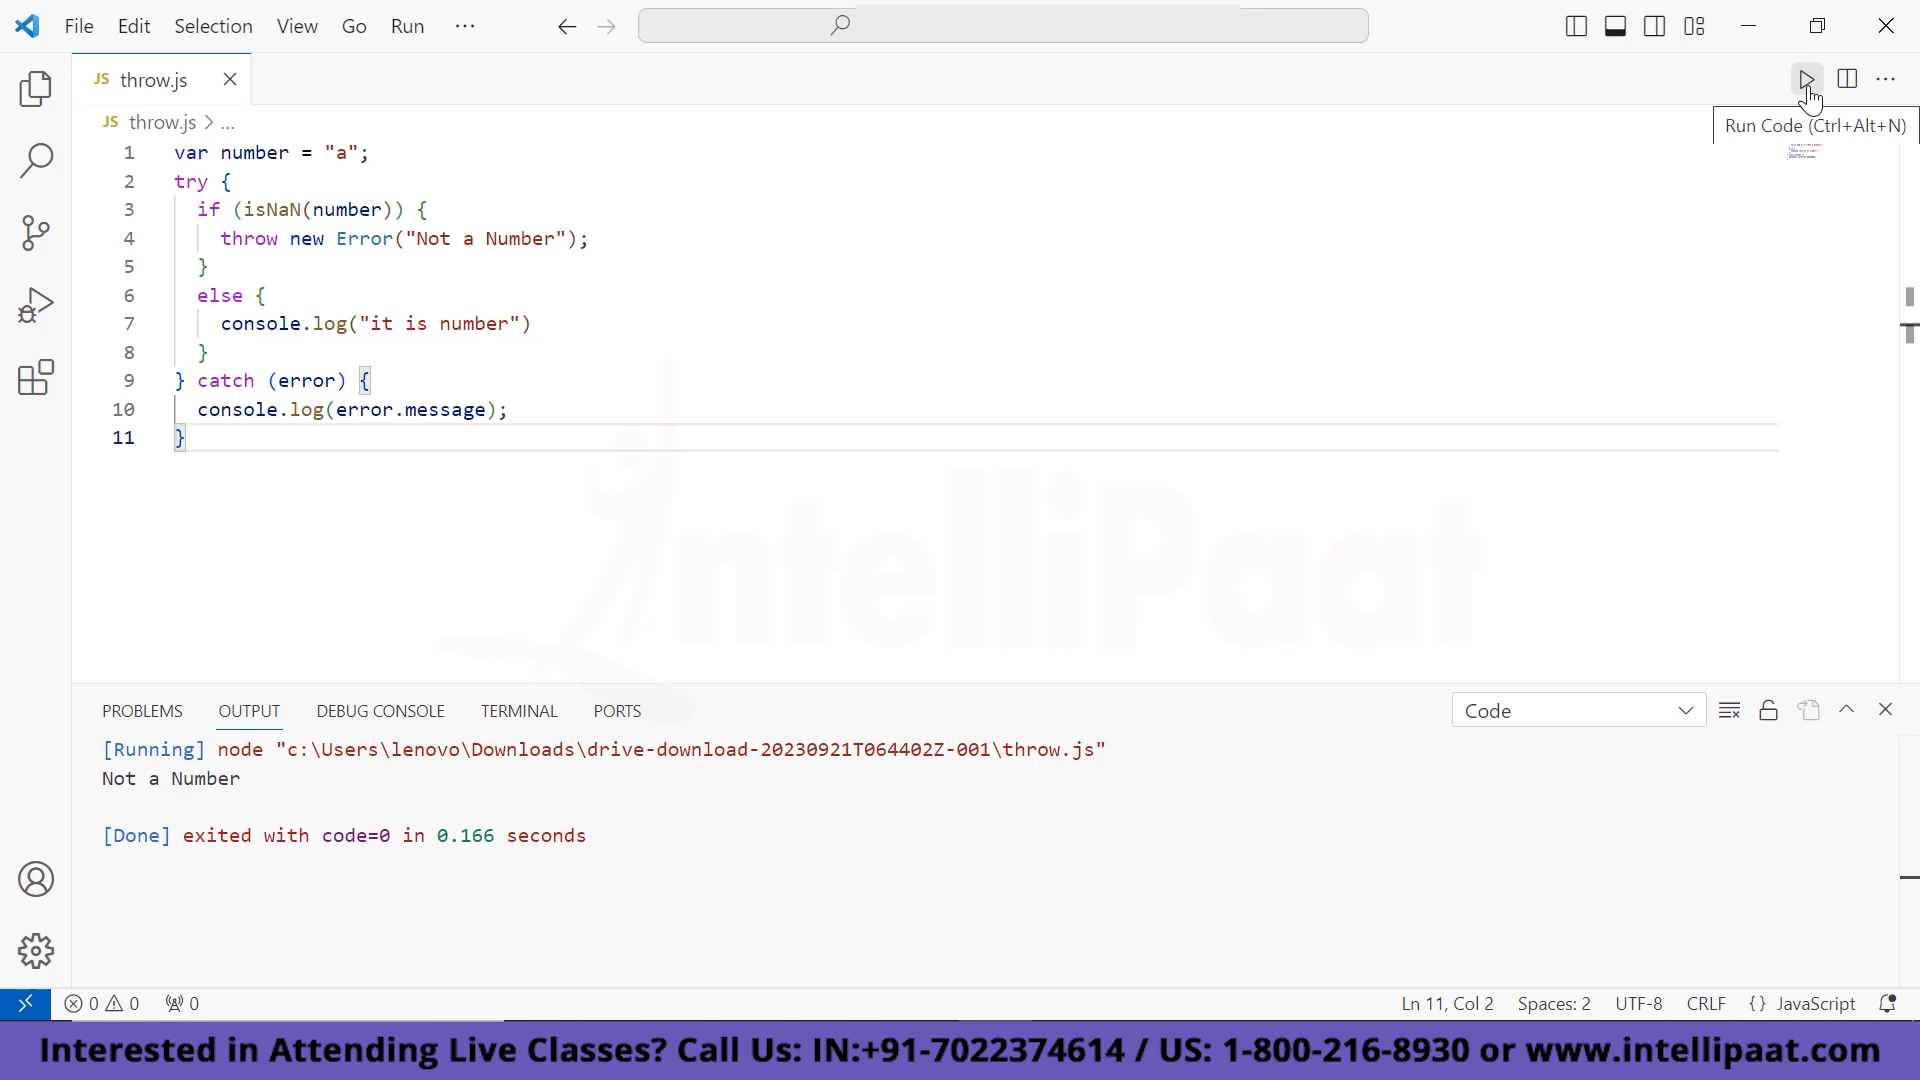 File Edit Selection View Go Run ...
JS throw.js
Run Code (Ctrl+Alt+N)
JS throw.js > ...
1 var number = "a";
2 try {
3 if (isNaN(number)) {
4 throw new Error("Not a Number");
5 }
6 else {
7 console.log("it is number")
8 }
9 } catch (error) {
10 console.log(error.message);
11 }
IntelliPaat
PROBLEMS OUTPUT DEBUG CONSOLE TERMINAL PORTS Code
[Running] node "c:\Users\lenovo\Downloads\drive-download-20230921T064402Z-001\throw.js"
Not a Number
[Done] exited with code=0 in 0.166 seconds
0 0 0 Ln 11, Col 2 Spaces: 2 UTF-8 CRLF {} JavaScript
Interested in Attending Live Classes? Call Us: IN:+91-7022374614 / US: 1-800-216-8930 or www.intellipaat.com